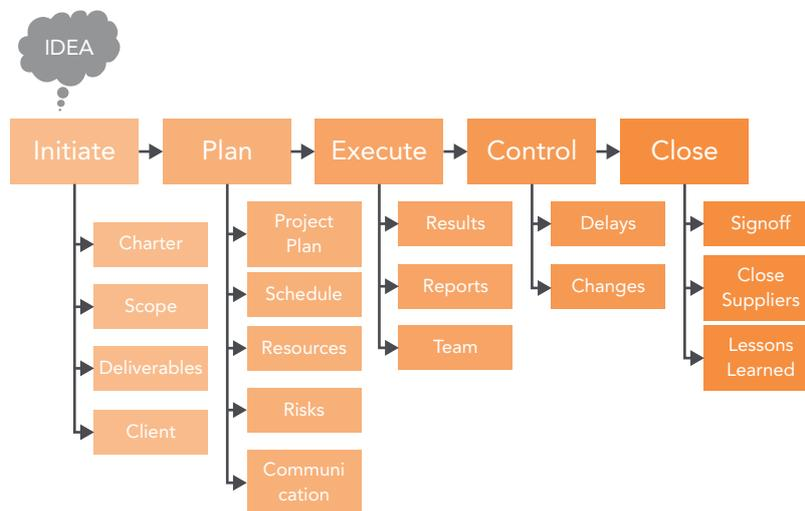 IDEA
Initiate
Plan
Execute
Control
Close
Charter
Scope
Deliverables
Client
Project
Plan
Schedule
Resources
Risks
Communi
cation
Results
Reports
Team
Delays
Changes
Signoff
Close
Suppliers
Lessons
Learned